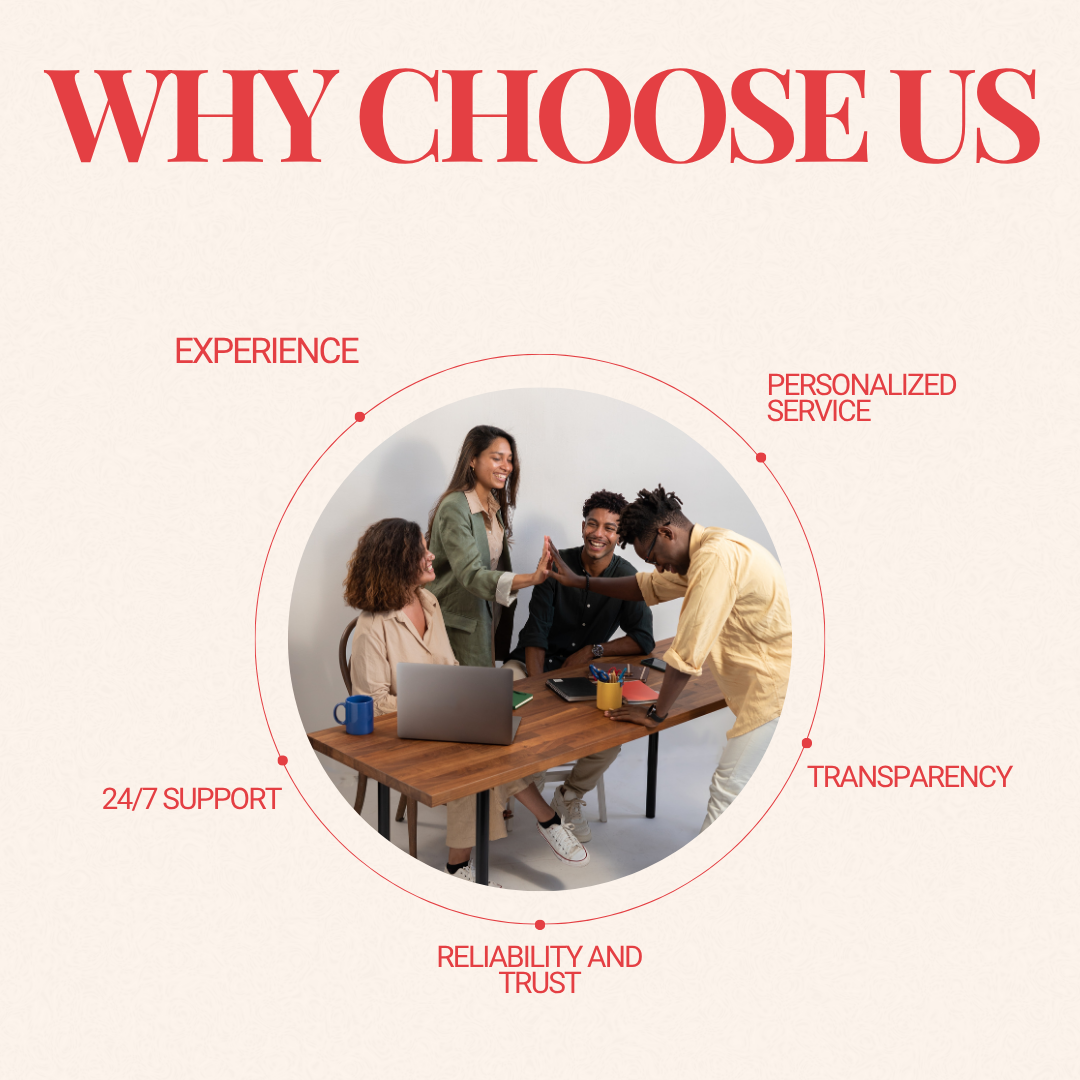 WHY CHOOSE US
EXPERIENCE
PERSONALIZED
SERVICE
24/7 SUPPORT
TRANSPARENCY
RELIABILITY AND
TRUST